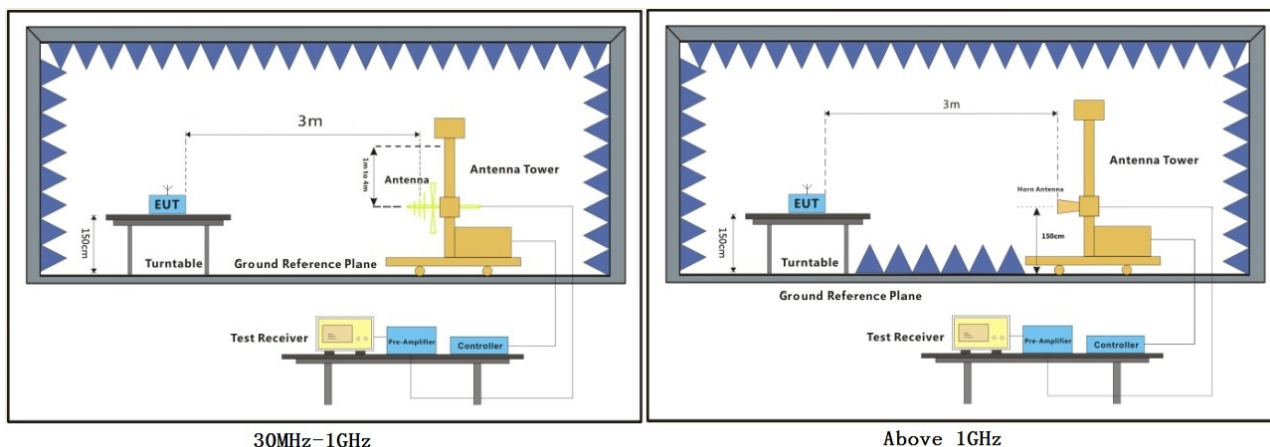 3m
1m to 4m
Antenna
Antenna Tower
EUT
150cm
Turntable
Ground Reference Plane
Test Receiver
Pre-Amplifier
Controller
30MHz-1GHz
3m
Antenna Tower
Horn Antenna
EUT
150cm
150cm
Turntable
Ground Reference Plane
Test Receiver
Pre-Amplifier
Controller
Above 1GHz